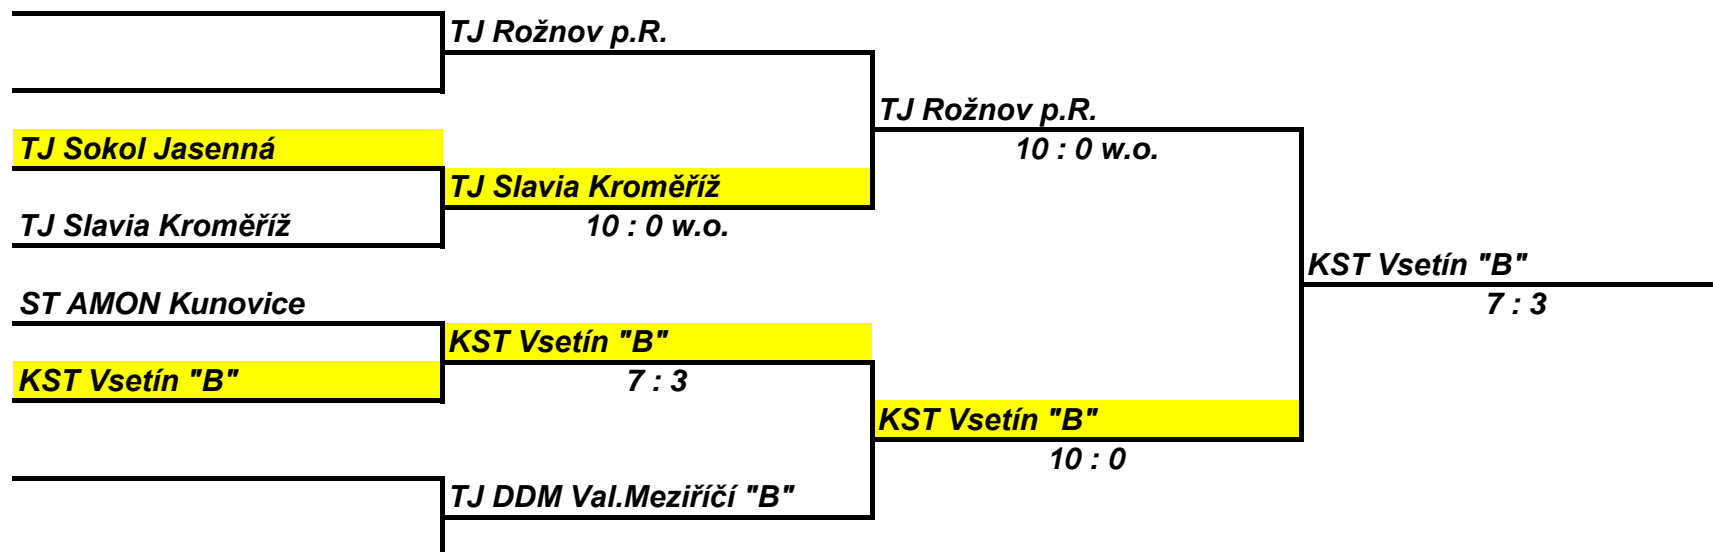 TJ Rožnov p.R.
TJ Rožnov p.R.
10 : 0 w.o.
TJ Sokol Jasenná
TJ Slavia Kroměříž
10 : 0 w.o.
TJ Slavia Kroměříž
KST Vsetín "B"
7 : 3
ST AMON Kunovice
KST Vsetín "B"
7 : 3
KST Vsetín "B"
KST Vsetín "B"
10 : 0
TJ DDM Val.Meziříčí "B"